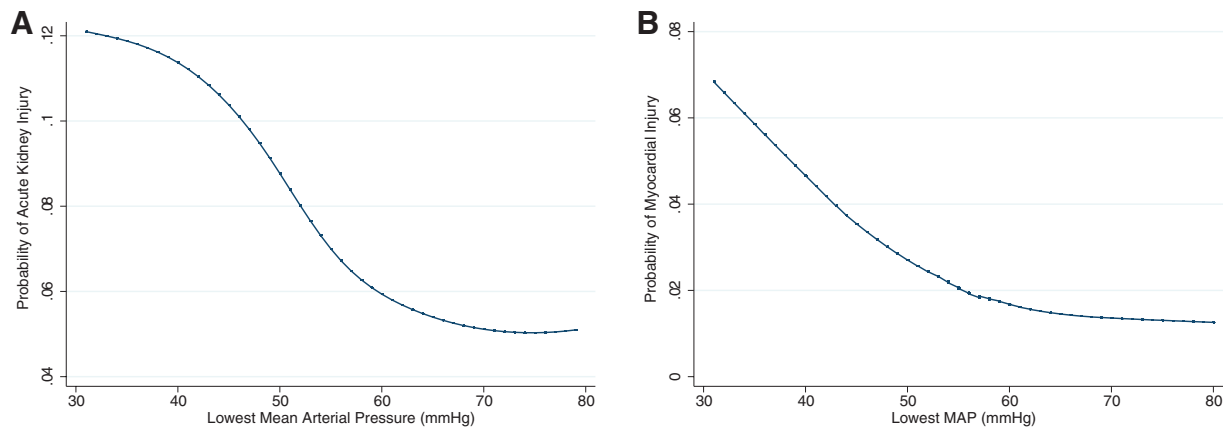 A
Probability of Acute Kidney Injury
.12
.1
.08
.06
.04
30 40 50 60 70 80
Lowest Mean Arterial Pressure (mmHg)
B
Probability of Myocardial Injury
.08
.06
.04
.02
0
30 40 50 60 70 80
Lowest MAP (mmHg)